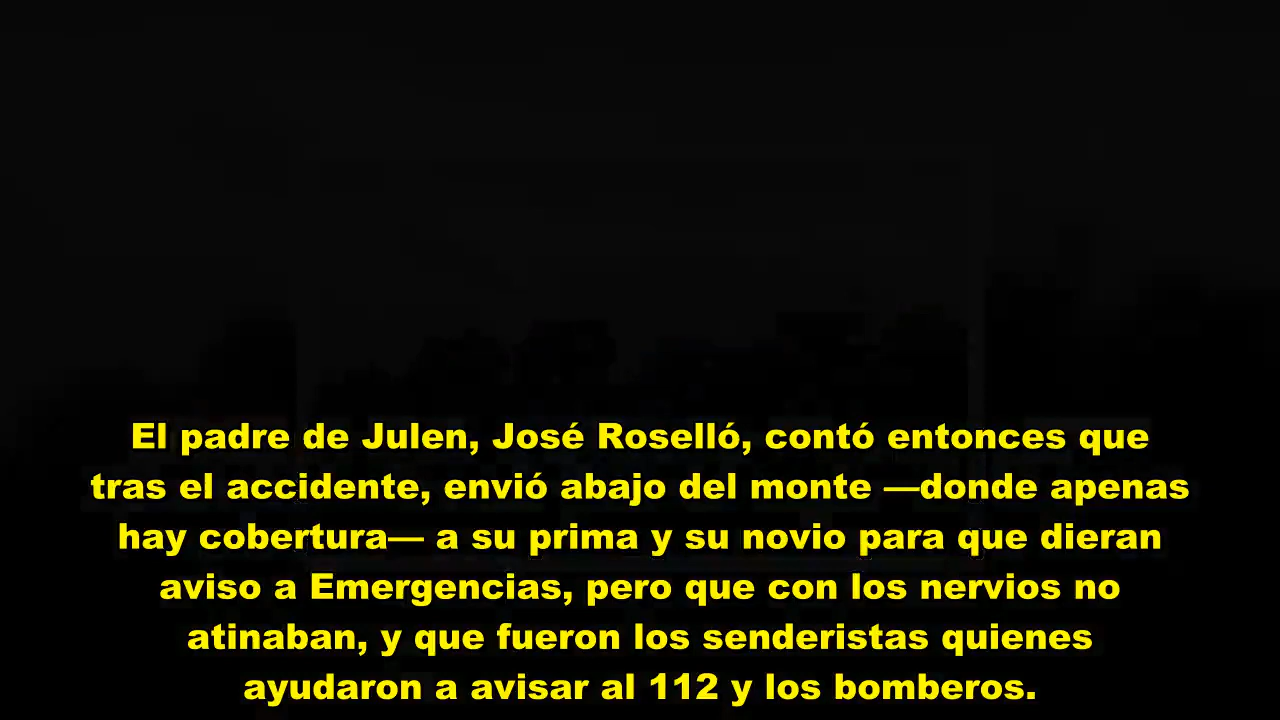 El padre de Julen, José Roselló, contó entonces que
tras el accidente, envió abajo del monte —donde apenas
hay cobertura— a su prima y su novio para que dieran
aviso a Emergencias, pero que con los nervios no
atinaban, y que fueron los senderistas quienes
ayudaron a avisar al 112 y los bomberos.